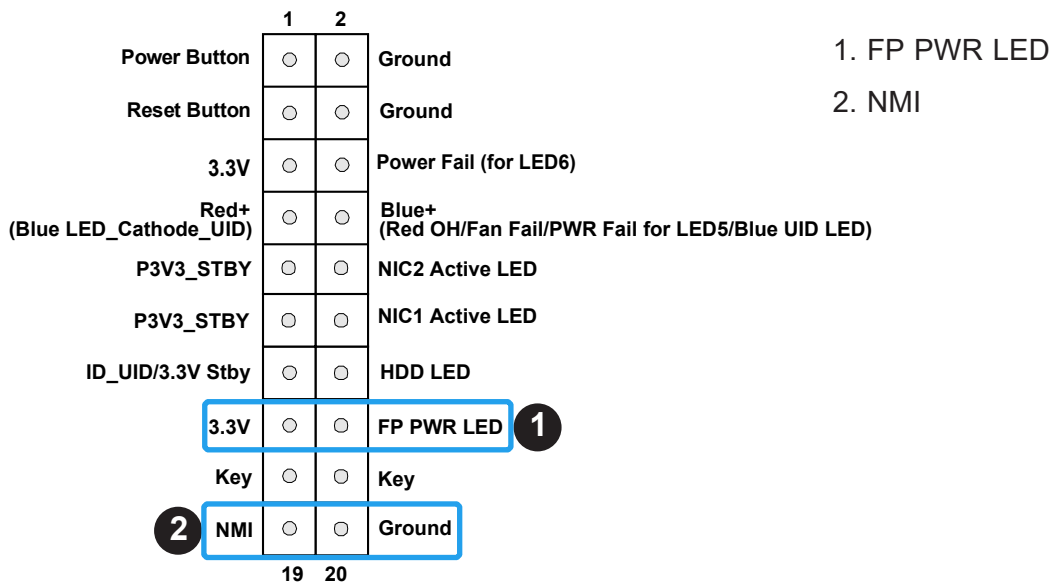 1 2
Power Button Ground
Reset Button Ground
3.3V Power Fail (for LED6)
Red+ Blue+
(Blue LED_Cathode_UID) (Red OH/Fan Fail/PWR Fail for LED5/Blue UID LED)
P3V3_STBY NIC2 Active LED
P3V3_STBY NIC1 Active LED
ID_UID/3.3V Stby HDD LED
3.3V FP PWR LED 1
Key Key
2 NMI Ground
19 20
1. FP PWR LED
2. NMI